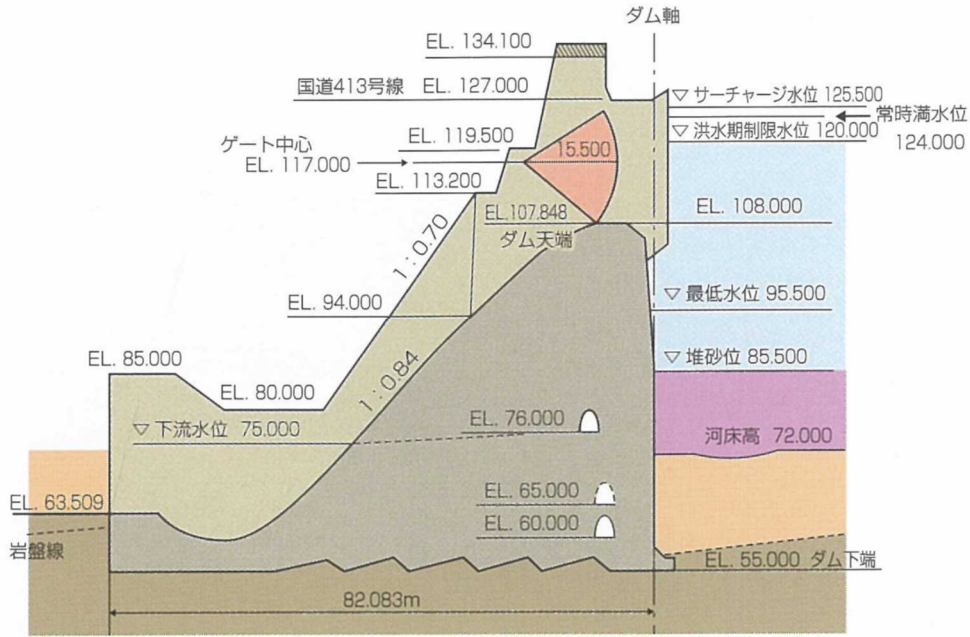 ダム軸
EL. 134.100
国道413号線 EL. 127.000
▽ サーチャージ水位 125.500
常時満水位
124.000
▽ 洪水期制限水位 120.000
EL. 119.500
ゲート中心
EL. 117.000
15.500
EL. 113.200
EL.107.848
ダム天端
EL. 108.000
1：0.70
EL. 94.000
▽ 最低水位 95.500
EL. 85.000
▽ 堆砂位 85.500
EL. 80.000
1：0.84
▽ 下流水位 75.000
EL. 76.000
河床高 72.000
EL. 63.509
EL. 65.000
EL. 60.000
岩盤線
EL. 55.000 ダム下端
82.083m